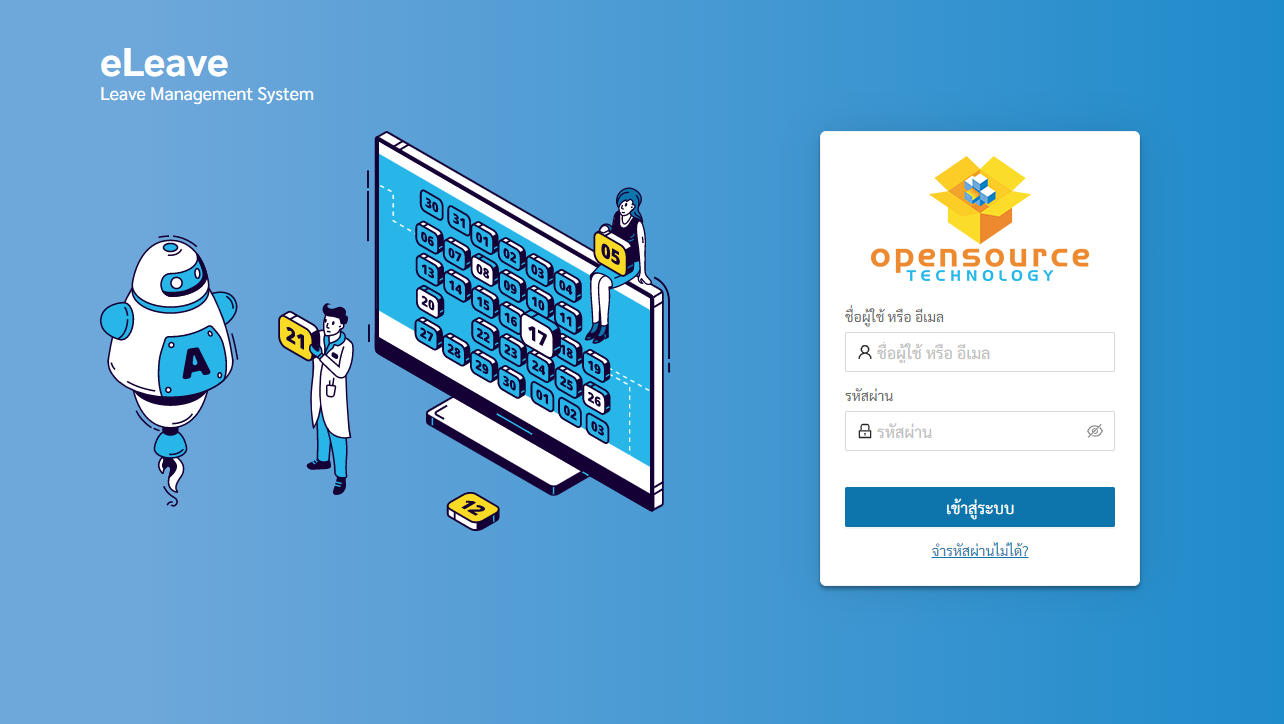 eLeave
Leave Management System
30 31 01 02 03 04
05
06 07 08 09 10 11
13 14 15 16 17 18 19
20
21
A
22 23 24 25 26
27 28 29 30 01 02 03
12
opensource
TECHNOLOGY
ชื่อผู้ใช้ หรือ อีเมล
ชื่อผู้ใช้ หรือ อีเมล
รหัสผ่าน
รหัสผ่าน
เข้าสู่ระบบ
จำรหัสผ่านไม่ได้?